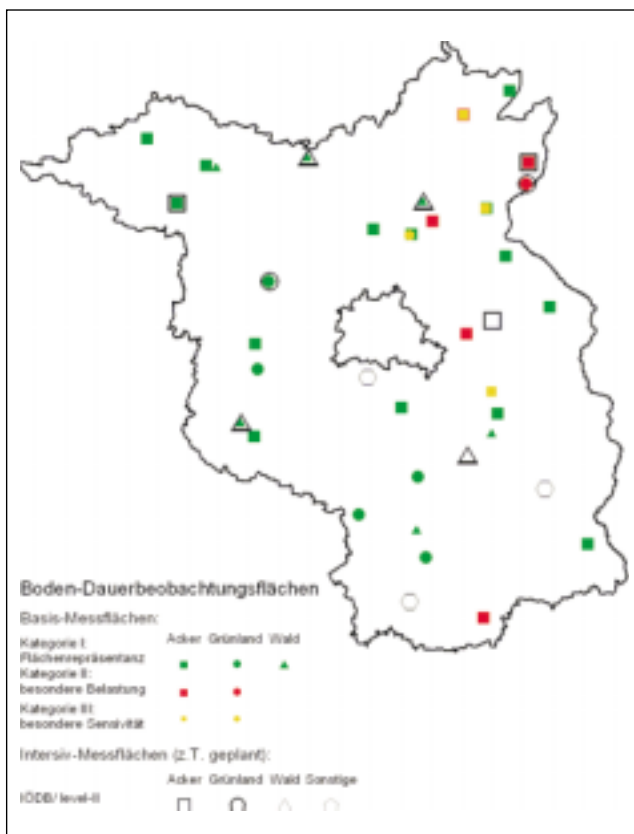 Boden-Dauerbeobachtungsflächen
Basis-Messflächen:
Kategorie I: Acker Grünland Wald
Flächenrepräsentanz
Kategorie II:
besondere Belastung
Kategorie III:
besondere Sensivität
Intensiv-Messflächen (z.T. geplant):
Acker Grünland Wald Sonstige
IÖDB/ level-II